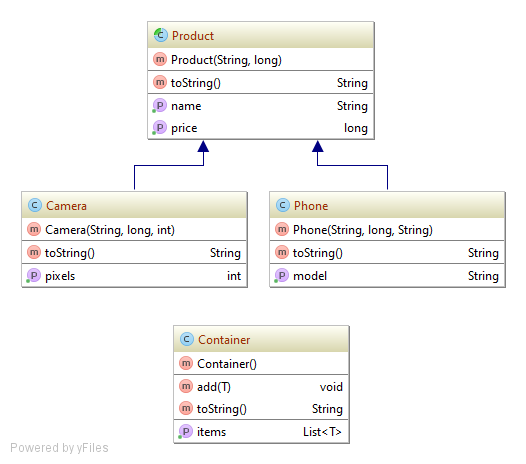 Product
Product(String, long)
toString() String
name String
price long
Camera
Camera(String, long, int)
toString() String
pixels int
Phone
Phone(String, long, String)
toString() String
model String
Container
Container()
add(T) void
toString() String
items List<T>
Powered by yFiles